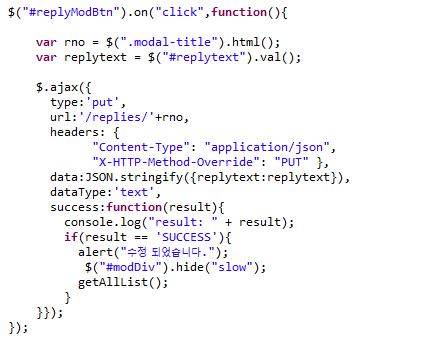 $("#replyModBtn").on("click",function(){
var rno = $(".modal-title").html();
var replytext = $("#replytext").val();
$.ajax({
type:'put',
url:'/replies/'+rno,
headers: {
"Content-Type": "application/json",
"X-HTTP-Method-Override": "PUT" },
data:JSON.stringify({replytext:replytext}),
dataType:'text',
success:function(result){
console.log("result: " + result);
if(result == 'SUCCESS'){
alert("수정 되었습니다.");
$("#modDiv").hide("slow");
getAllList();
}
}});
});